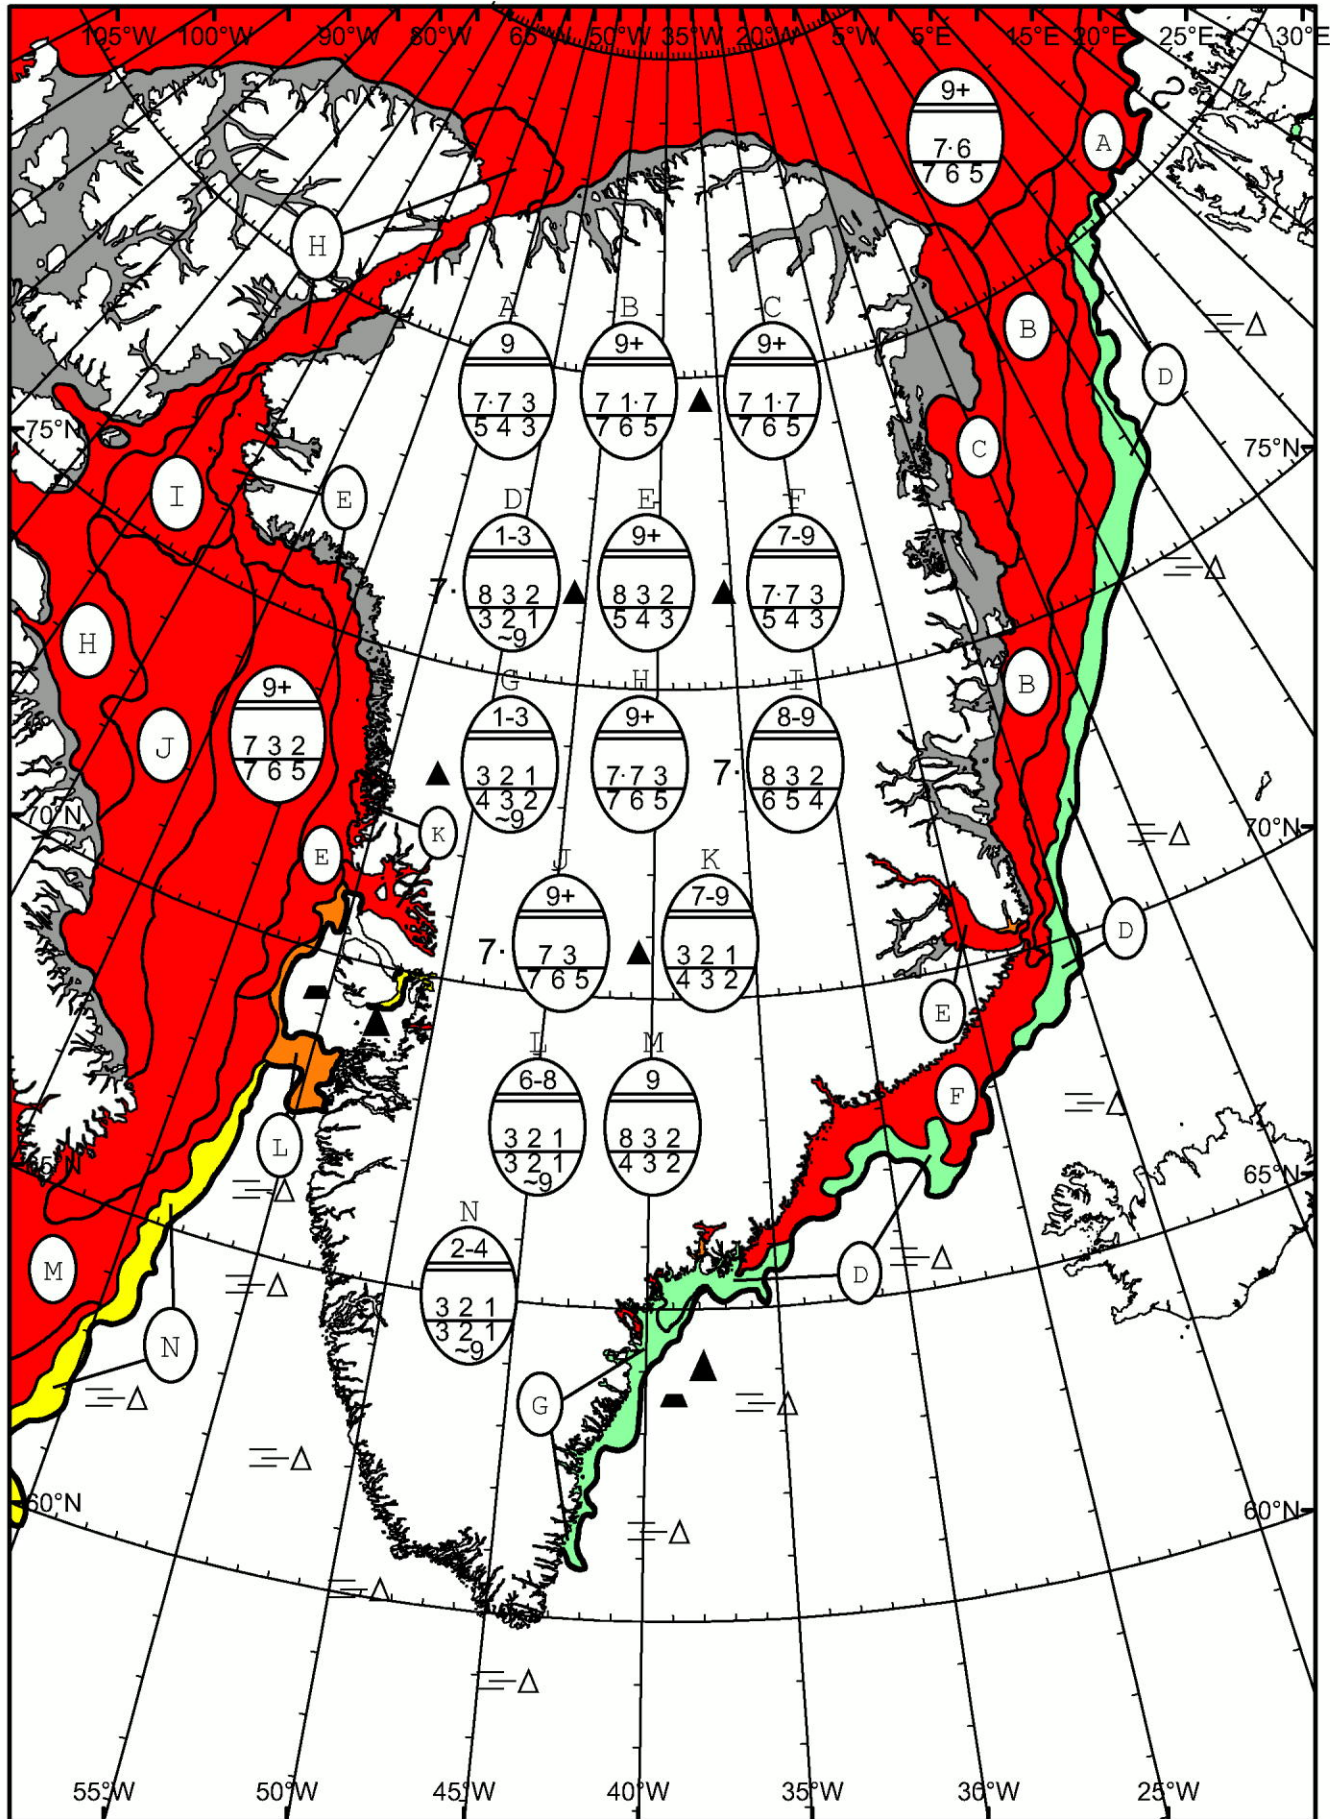 105°W 100°W 90°W 80°W 65°W 50°W 35°W 20°W 5°W 5°E 15°E 20°E 25°E 30°E
9+
7·6
7 6 5
A
H
A B C
9 9+ 9+
7·7 3 7 1·7 7 1·7
5 4 3 7 6 5 7 6 5
B
D
75°N
C
75°N
I
E
D E F
1-3 9+ 7-9
7· 8 3 2 8 3 2 7·7 3
3 2 1 5 4 3 5 4 3
~9
H
B
G H I
1-3 9+ 8-9
3 2 1 7·7 3 7· 8 3 2
4 3 2 7 6 5 6 5 4
~9
9+
7 3 2
7 6 5
J
70°N
K
70°N
E
J K
9+ 7-9
7· 7 3 3 2 1
7 6 5 4 3 2
D
E
L M
6-8 9
3 2 1 8 3 2
3 2 1 4 3 2
~9
F
L
65°N
65°N
N
2-4
3 2 1
3 2 1
~9
M
D
N
G
60°N
60°N
55°W 50°W 45°W 40°W 35°W 30°W 25°W